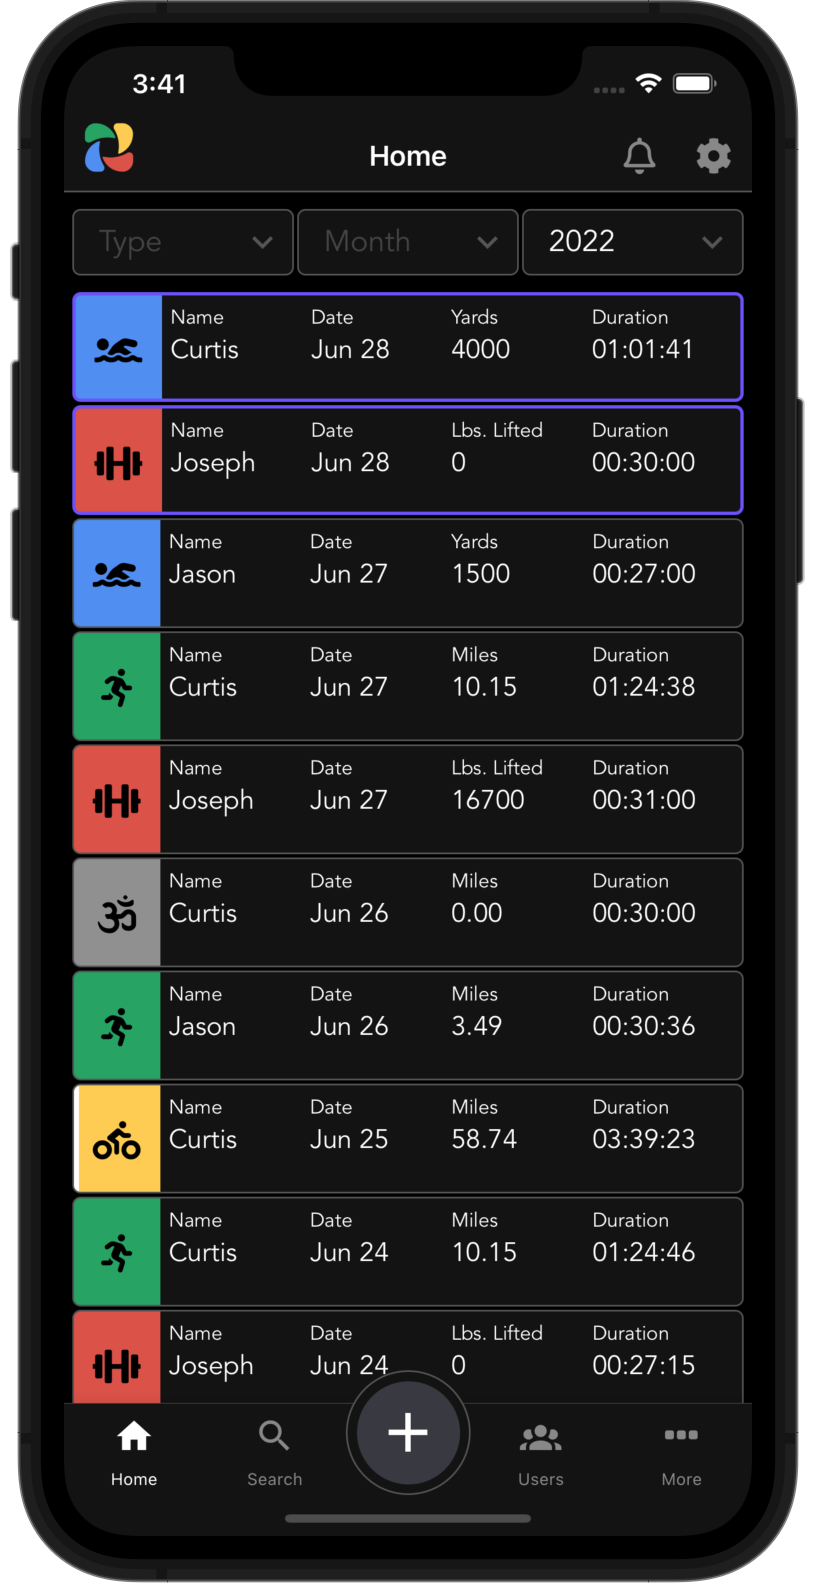 3:41
Home
Type Month 2022
Name Date Yards Duration
Curtis Jun 28 4000 01:01:41
Name Date Lbs. Lifted Duration
Joseph Jun 28 0 00:30:00
Name Date Yards Duration
Jason Jun 27 1500 00:27:00
Name Date Miles Duration
Curtis Jun 27 10.15 01:24:38
Name Date Lbs. Lifted Duration
Joseph Jun 27 16700 00:31:00
Name Date Miles Duration
Curtis Jun 26 0.00 00:30:00
Name Date Miles Duration
Jason Jun 26 3.49 00:30:36
Name Date Miles Duration
Curtis Jun 25 58.74 03:39:23
Name Date Miles Duration
Curtis Jun 24 10.15 01:24:46
Name Date Lbs. Lifted Duration
Joseph Jun 24 0 00:27:15
Home Search Users More